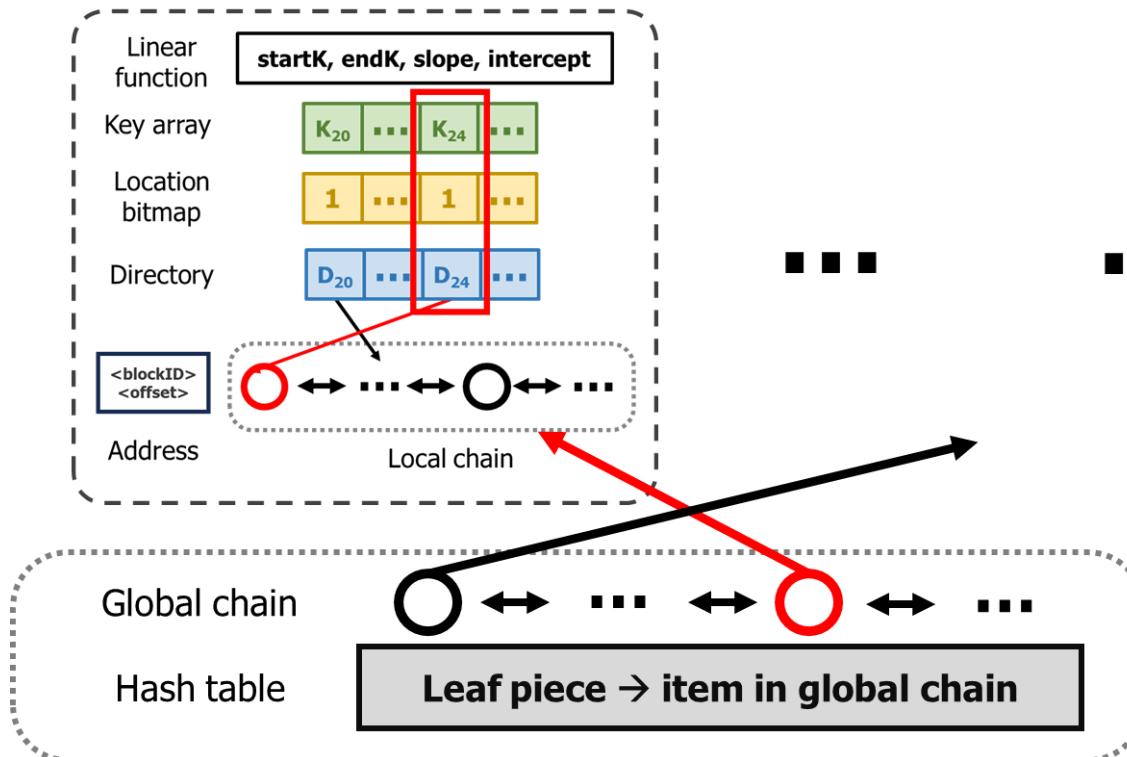 Linear
function
startK, endK, slope, intercept
Key array
K20 ... K24 ...
Location
bitmap
1 ... 1 ...
Directory
D20 ... D24 ...
<blockID>
<offset>
Address
Local chain
Global chain
Hash table
Leaf piece → item in global chain